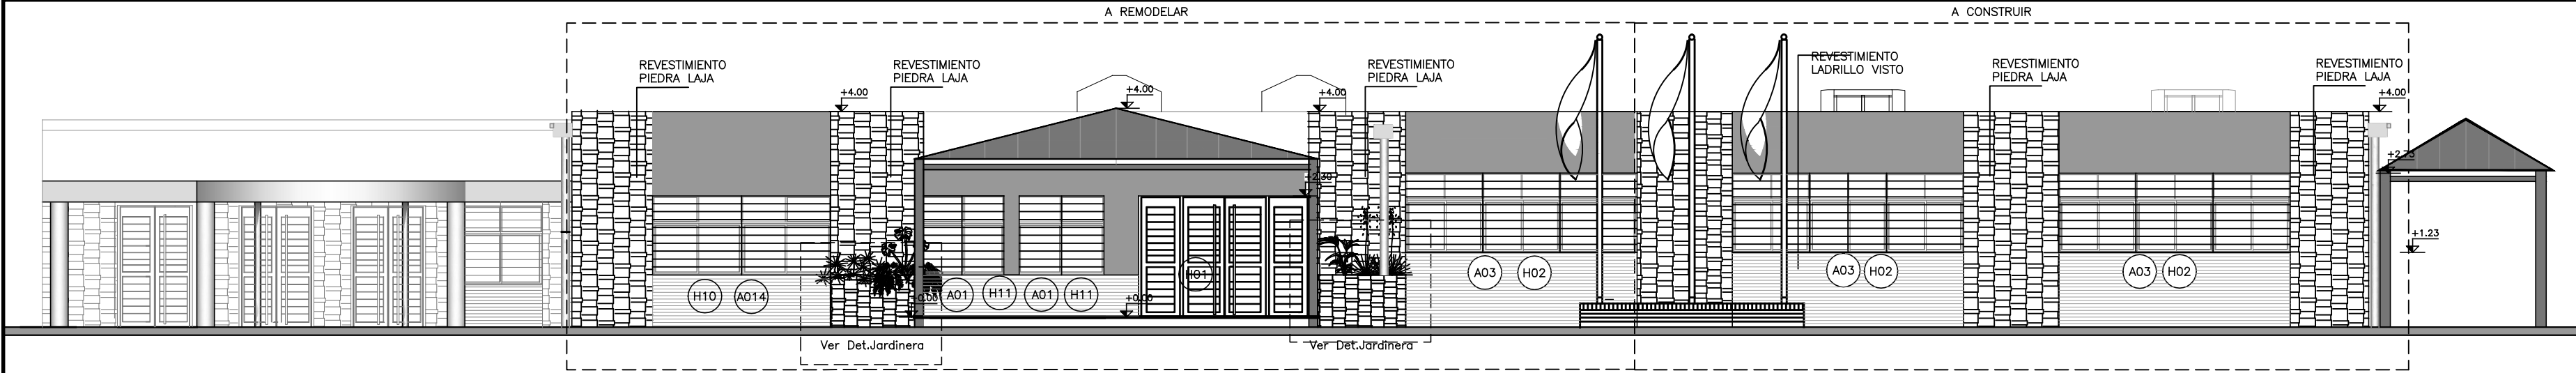 A REMODELAR
A CONSTRUIR
REVESTIMIENTO
PIEDRA LAJA
REVESTIMIENTO
PIEDRA LAJA
REVESTIMIENTO
PIEDRA LAJA
REVESTIMIENTO
LADRILLO VISTO
REVESTIMIENTO
PIEDRA LAJA
REVESTIMIENTO
PIEDRA LAJA
+4.00
+4.00
+4.00
+4.00
+2.73
+2.30
+1.23
H10
A014
+0.00
A01
H11
A01
H11
+0.00
H01
A03
H02
A03
H02
A03
H02
Ver Det.Jardinera
Ver Det.Jardinera